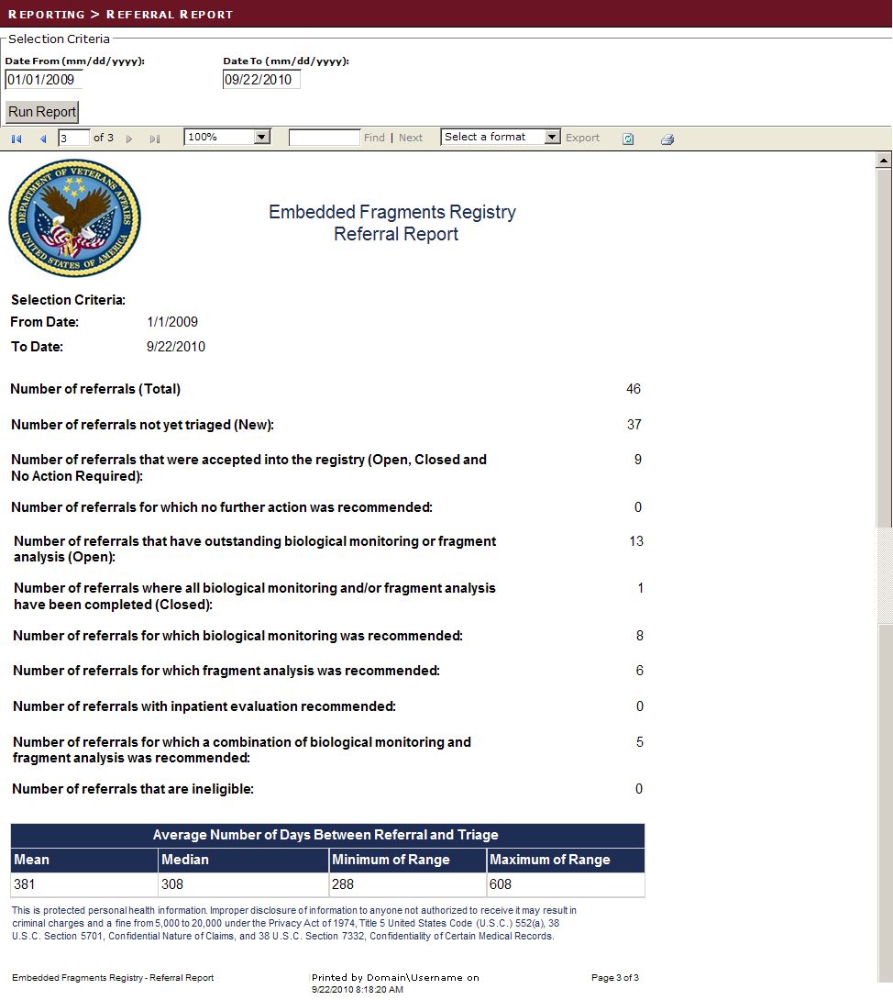 REPORTING > REFERRAL REPORT
Selection Criteria
Date From (mm/dd/yyyy): Date To (mm/dd/yyyy):
01/01/2009 09/22/2010
Run Report
3 of 3 100% Find | Next Select a format Export
DEPARTMENT OF VETERANS AFFAIRS
UNITED STATES OF AMERICA
Embedded Fragments Registry
Referral Report
Selection Criteria:
From Date: 1/1/2009
To Date: 9/22/2010
Number of referrals (Total) 46
Number of referrals not yet triaged (New): 37
Number of referrals that were accepted into the registry (Open, Closed and 9
No Action Required):
Number of referrals for which no further action was recommended: 0
Number of referrals that have outstanding biological monitoring or fragment 13
analysis (Open):
Number of referrals where all biological monitoring and/or fragment analysis 1
have been completed (Closed):
Number of referrals for which biological monitoring was recommended: 8
Number of referrals for which fragment analysis was recommended: 6
Number of referrals with inpatient evaluation recommended: 0
Number of referrals for which a combination of biological monitoring and 5
fragment analysis was recommended:
Number of referrals that are ineligible: 0
Average Number of Days Between Referral and Triage
Mean Median Minimum of Range Maximum of Range
381 308 288 608
This is protected personal health information. Improper disclosure of information to anyone not authorized to receive it may result in
criminal charges and a fine from 5,000 to 20,000 under the Privacy Act of 1974, Title 5 United States Code (U.S.C.) 552(a), 38
U.S.C. Section 5701, Confidential Nature of Claims, and 38 U.S.C. Section 7332, Confidentiality of Certain Medical Records.
Embedded Fragments Registry - Referral Report Printed by Domain\Username on Page 3 of 3
9/22/2010 8:18:20 AM